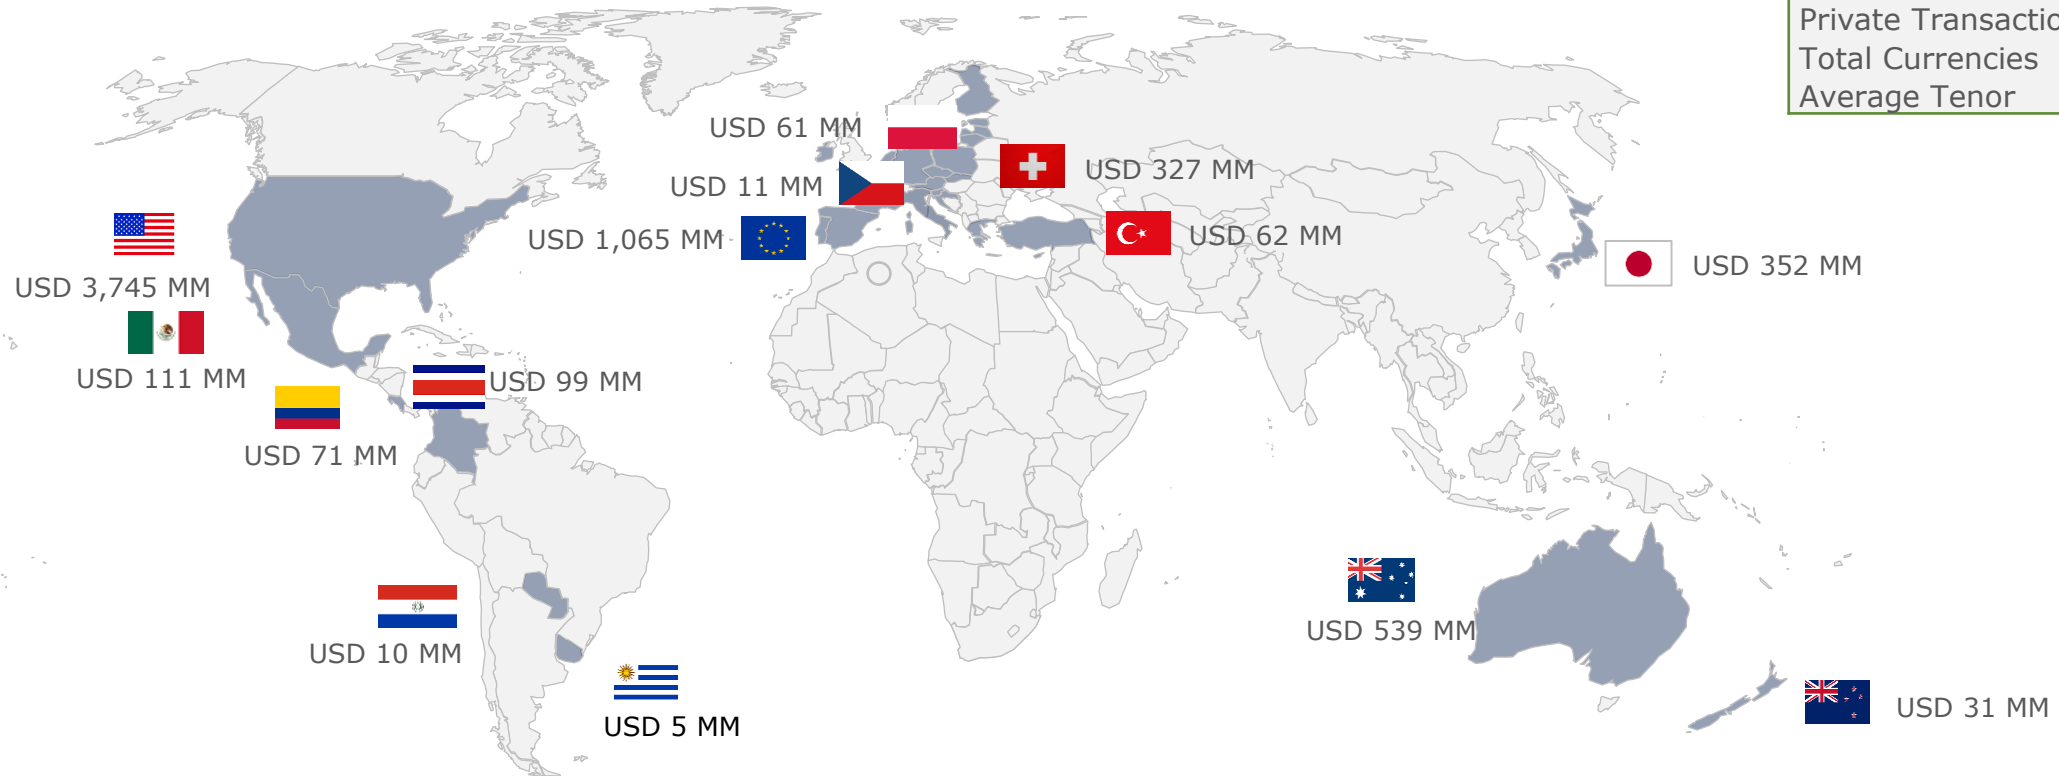 Private
Total Currencies
Average Tenor
USD 61 MM
USD 327 MM
USD 11 MM
USD 1,065 MM
USD 62 MM
USD 3,745 MM
USD 352 MM
USD 111 MM
USD 99 MM
USD 71 MM
USD 539 MM
USD 10 MM
USD 31 MM
USD 5 MM